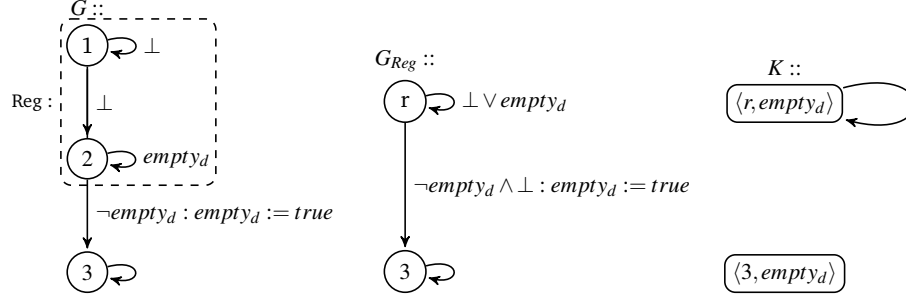 G ::
1 ⊥
Reg : ⊥
2 empty_d
¬empty_d : empty_d := true
3
G_Reg ::
r ⊥ ∨ empty_d
¬empty_d ∧ ⊥ : empty_d := true
3
K ::
⟨r, empty_d⟩
⟨3, empty_d⟩